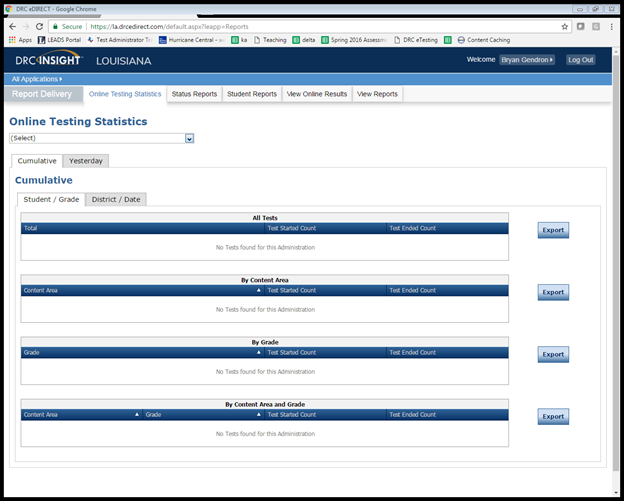 DRC eDIRECT - Google Chrome
Secure https://la.drcedirect.com/default.aspx?leapp=Reports
Apps LEADS Portal Test Administrator Tra Hurricane Central - w ka Teaching delta Spring 2016 Assessm DRC eTesting Content Caching
DRC INSIGHT LOUISIANA Welcome Bryan Gendron Log Out
All Applications
Report Delivery Online Testing Statistics Status Reports Student Reports View Online Results View Reports
Online Testing Statistics
(Select)
Cumulative Yesterday
Cumulative
Student / Grade District / Date
All Tests
Total Test Started Count Test Ended Count
Export
No Tests found for this Administration
By Content Area
Content Area Test Started Count Test Ended Count
Export
No Tests found for this Administration
By Grade
Grade Test Started Count Test Ended Count
Export
No Tests found for this Administration
By Content Area and Grade
Content Area Grade Test Started Count Test Ended Count
Export
No Tests found for this Administration